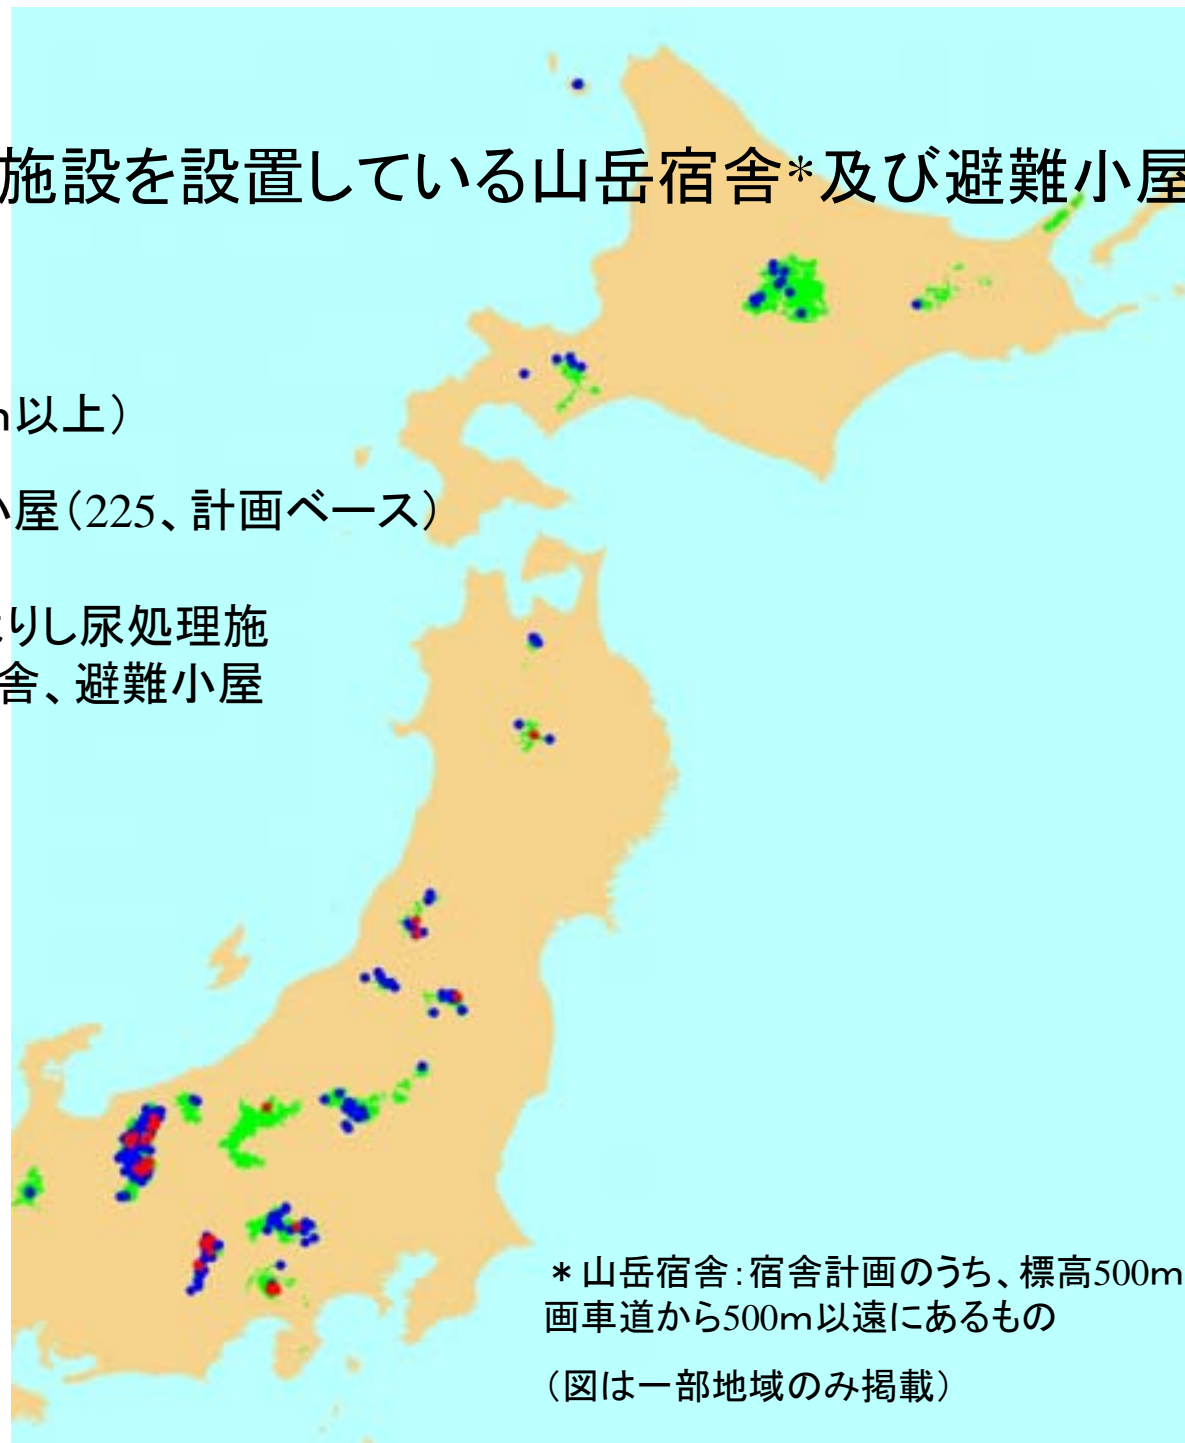 施設を設置している山岳宿舎*及び避難小屋
m以上）
小屋（225、計画ベース）
よりし尿処理施
舎、避難小屋
＊山岳宿舎：宿舎計画のうち、標高500m
画車道から500m以遠にあるもの
（図は一部地域のみ掲載）